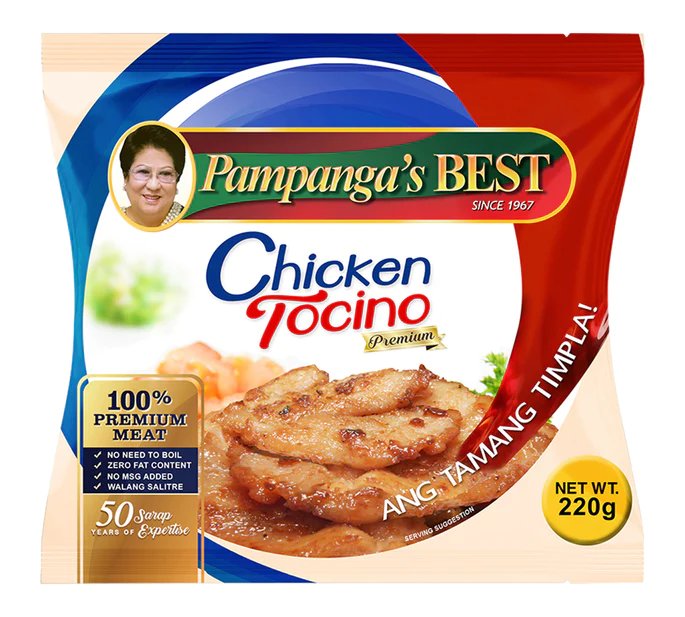 Pampanga's BEST
SINCE 1967
Chicken
Tocino
Premium
ANG TAMANG TIMPLA!
100%
PREMIUM
MEAT
NO NEED TO BOIL
ZERO FAT CONTENT
NO MSG ADDED
WALANG SALITRE
50 Sarap
YEARS OF Expertise
SERVING SUGGESTION
NET WT.
220g